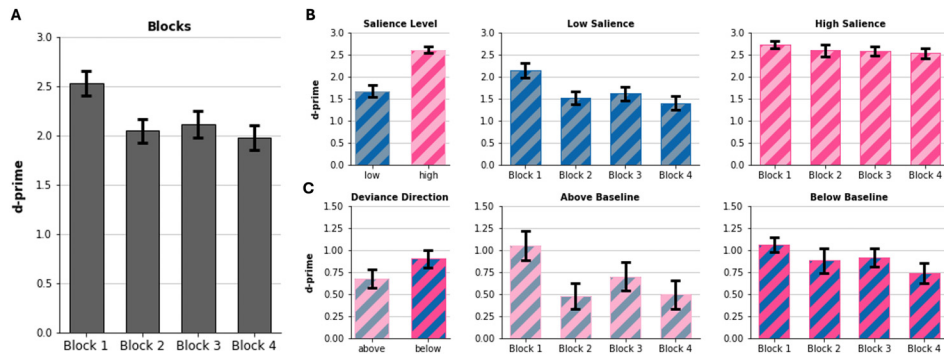 A
Blocks
d-prime
3.0
2.5
2.0
1.5
1.0
0.5
0.0
Block 1 Block 2 Block 3 Block 4
B
Salience Level
d-prime
3.0
2.5
2.0
1.5
1.0
0.5
0.0
low high
Low Salience
3.0
2.5
2.0
1.5
1.0
0.5
0.0
Block 1 Block 2 Block 3 Block 4
High Salience
3.0
2.5
2.0
1.5
1.0
0.5
0.0
Block 1 Block 2 Block 3 Block 4
C
Deviance Direction
d-prime
1.50
1.25
1.00
0.75
0.50
0.25
0.00
above below
Above Baseline
1.50
1.25
1.00
0.75
0.50
0.25
0.00
Block 1 Block 2 Block 3 Block 4
Below Baseline
1.50
1.25
1.00
0.75
0.50
0.25
0.00
Block 1 Block 2 Block 3 Block 4